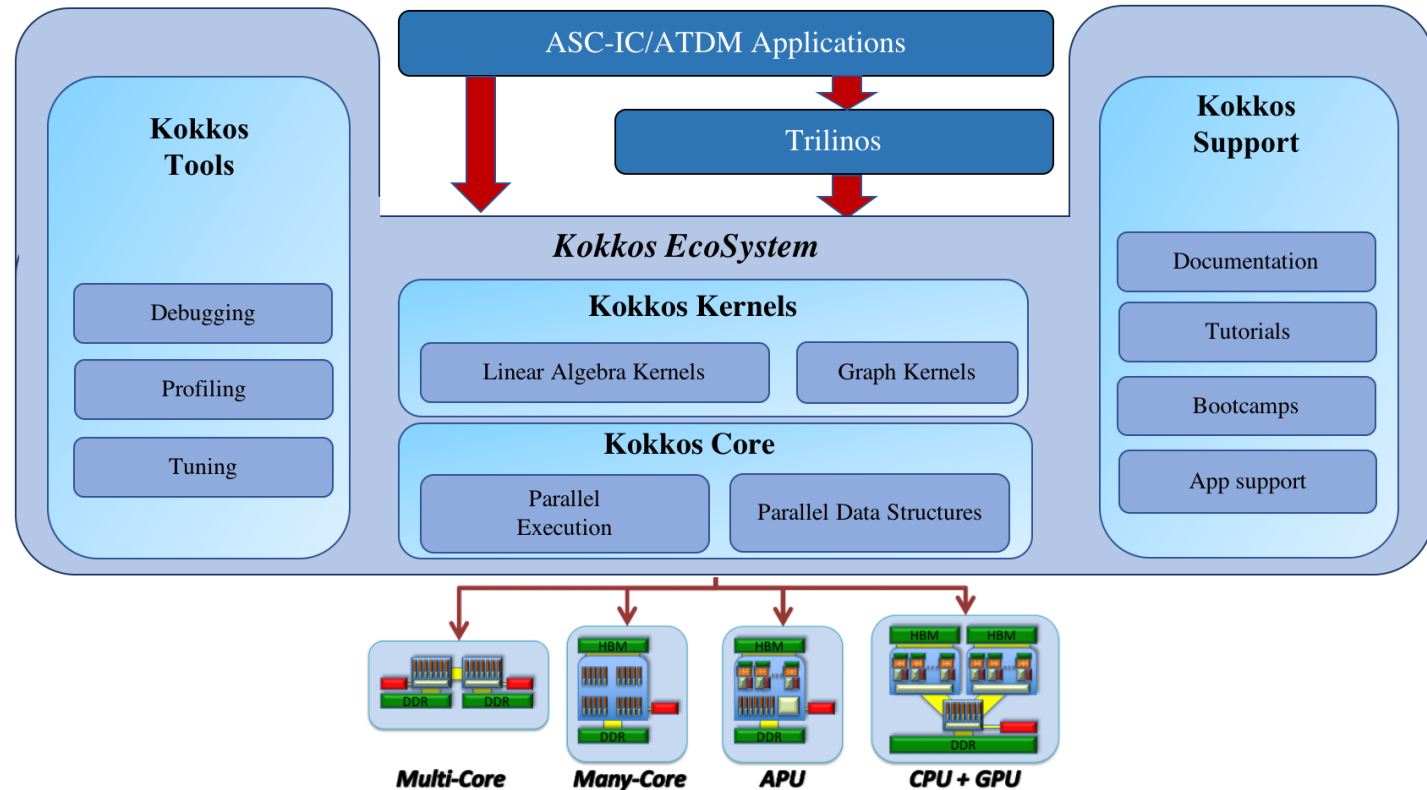 ASC-IC/ATDM Applications
Trilinos
Kokkos
Tools
Debugging
Profiling
Tuning
Kokkos EcoSystem
Kokkos Kernels
Linear Algebra Kernels
Graph Kernels
Kokkos Core
Parallel
Execution
Parallel Data Structures
Kokkos
Support
Documentation
Tutorials
Bootcamps
App support
DDR
DDR
Multi-Core
HBM
DDR
Many-Core
HBM
DDR
APU
HBM
HBM
DDR
CPU + GPU